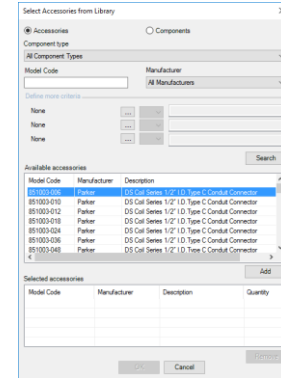 Select Accessories from Library
Accessories
Components
Component type
All Component Types
Model Code
Manufacturer
All Manufacturers
Define more criteria
None
...
None
...
None
...
Search
Available accessories
Model Code Manufacturer Description
851003-006 Parker DS Coil Series 1/2" I.D. Type C Conduit Connector
851003-010 Parker DS Coil Series 1/2" I.D. Type C Conduit Connector
851003-012 Parker DS Coil Series 1/2" I.D. Type C Conduit Connector
851003-018 Parker DS Coil Series 1/2" I.D. Type C Conduit Connector
851003-024 Parker DS Coil Series 1/2" I.D. Type C Conduit Connector
851003-036 Parker DS Coil Series 1/2" I.D. Type C Conduit Connector
851003-048 Parker DS Coil Series 1/2" I.D. Type C Conduit Connector
Add
Selected accessories
Model Code Manufacturer Description Quantity
Remove
OK Cancel